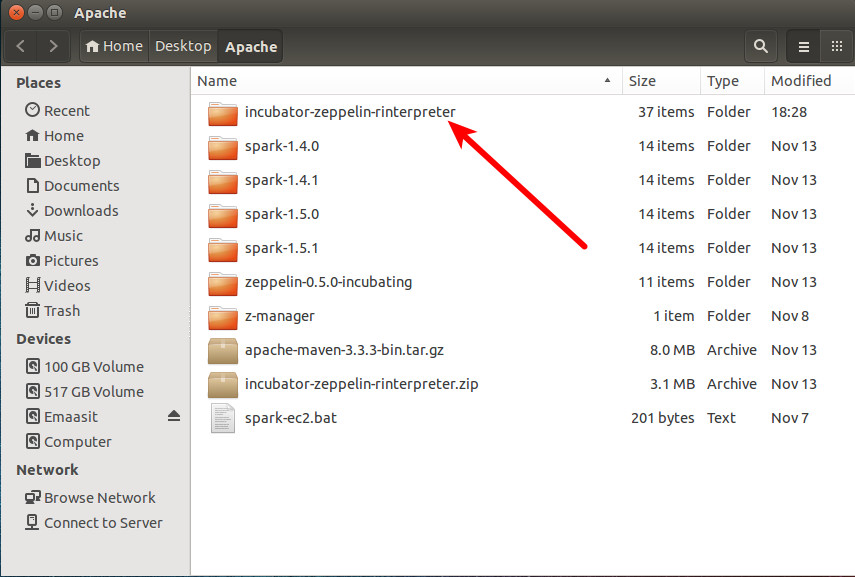 Apache
Home Desktop Apache
Places
Recent
Home
Desktop
Documents
Downloads
Music
Pictures
Videos
Trash
Devices
100 GB Volume
517 GB Volume
Emaasit
Computer
Network
Browse Network
Connect to Server
Name Size Type Modified
incubator-zeppelin-rinterpreter 37 items Folder 18:28
spark-1.4.0 14 items Folder Nov 13
spark-1.4.1 14 items Folder Nov 13
spark-1.5.0 14 items Folder Nov 13
spark-1.5.1 14 items Folder Nov 13
zeppelin-0.5.0-incubating 11 items Folder Nov 13
z-manager 1 item Folder Nov 8
apache-maven-3.3.3-bin.tar.gz 8.0 MB Archive Nov 13
incubator-zeppelin-rinterpreter.zip 3.1 MB Archive Nov 13
spark-ec2.bat 201 bytes Text Nov 7